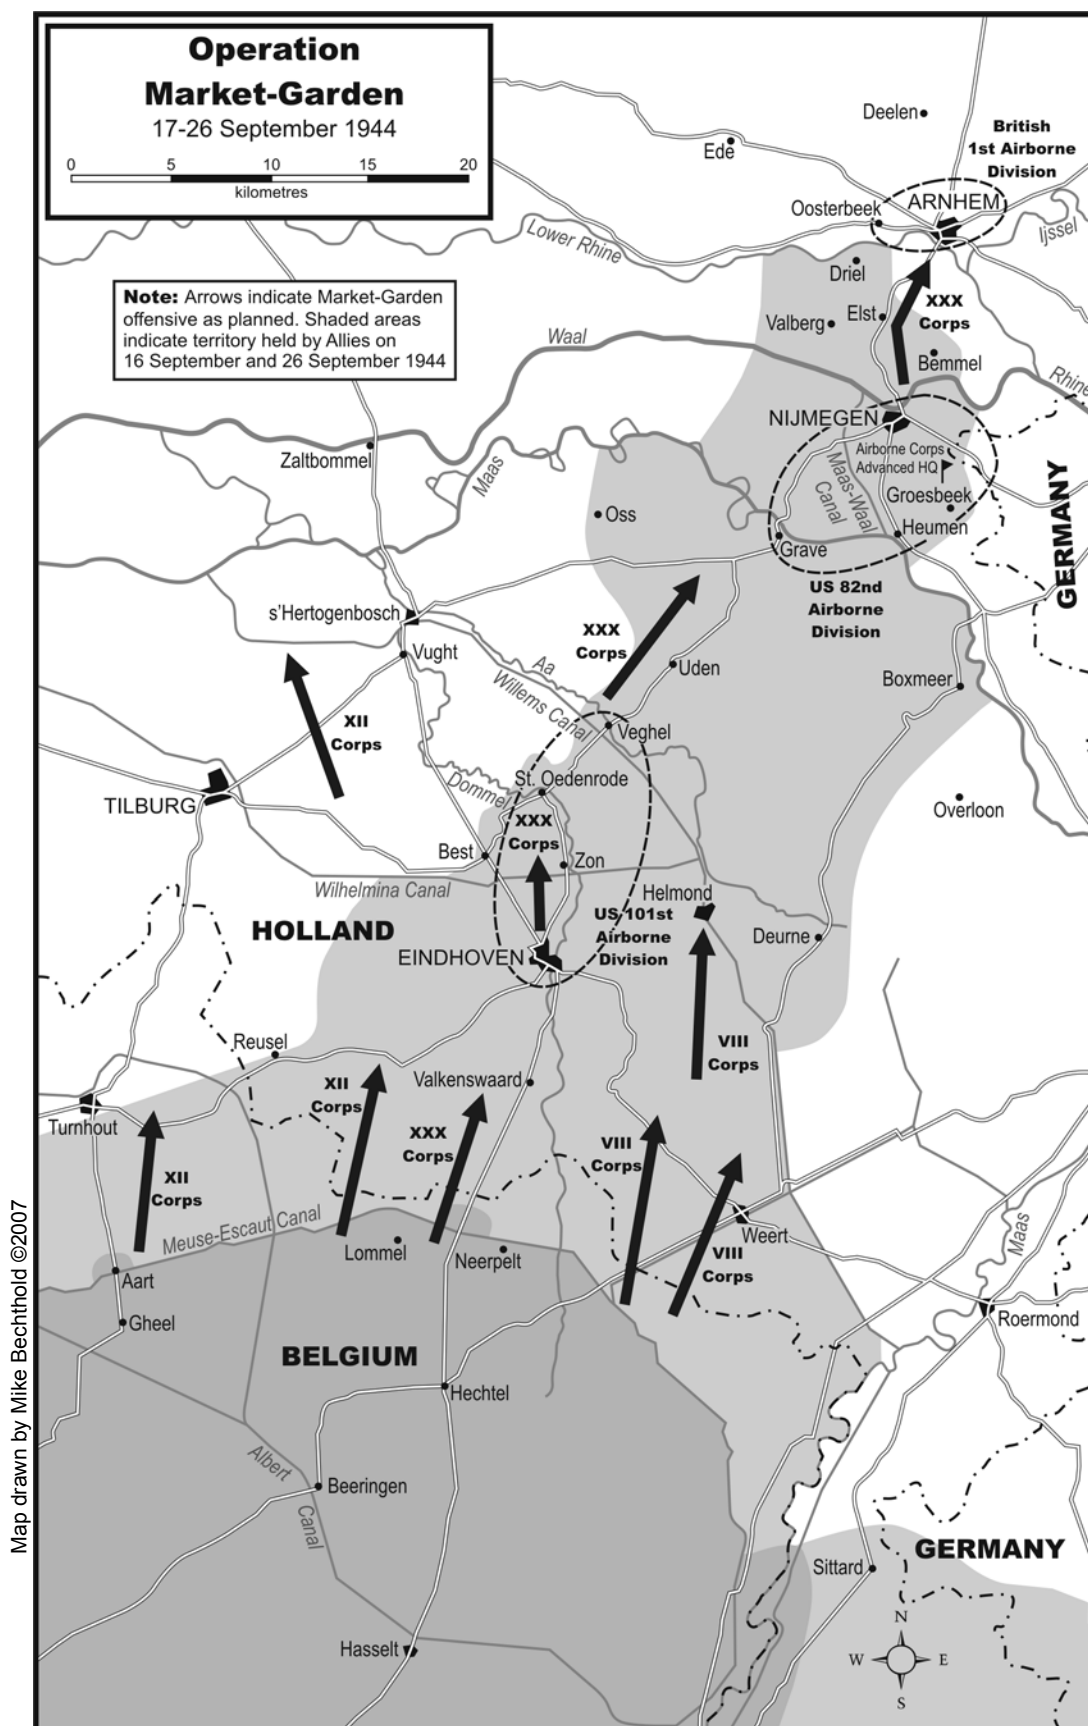 Operation
Market-Garden
17-26 September 1944
0 5 10 15 20
kilometres
Note: Arrows indicate Market-Garden
offensive as planned. Shaded areas
indicate territory held by Allies on
16 September and 26 September 1944
Deelen
Ede
British
1st Airborne
Division
ARNHEM
Oosterbeek
Ijssel
Lower Rhine
Driel
XXX
Corps
Elst
Valberg
Bemmel
Waal
Rhine
NIJMEGEN
Airborne Corps
Advanced HQ
Groesbeek
Maas-Waal
Canal
Heumen
Zaltbommel
Maas
Oss
Grave
GERMANY
US 82nd
Airborne
Division
s'Hertogenbosch
XXX
Corps
Vught
Aa
Uden
Boxmeer
Willems Canal
XII
Corps
Veghel
St. Oedenrode
Dommel
TILBURG
Overloon
XXX
Corps
Best
Zon
Wilhelmina Canal
Helmond
HOLLAND
US 101st
Airborne
Division
Deurne
EINDHOVEN
Reusel
VIII
Corps
XII
Corps
Valkenswaard
Turnhout
XXX
Corps
VIII
Corps
XII
Corps
Meuse-Escaut Canal
Weert
Maas
Lommel
Neerpelt
VIII
Corps
Aart
Gheel
Roermond
BELGIUM
Hechtel
Albert
Canal
Beeringen
GERMANY
Sittard
Hasselt
N
W E
S
Map drawn by Mike Bechthold ©2007